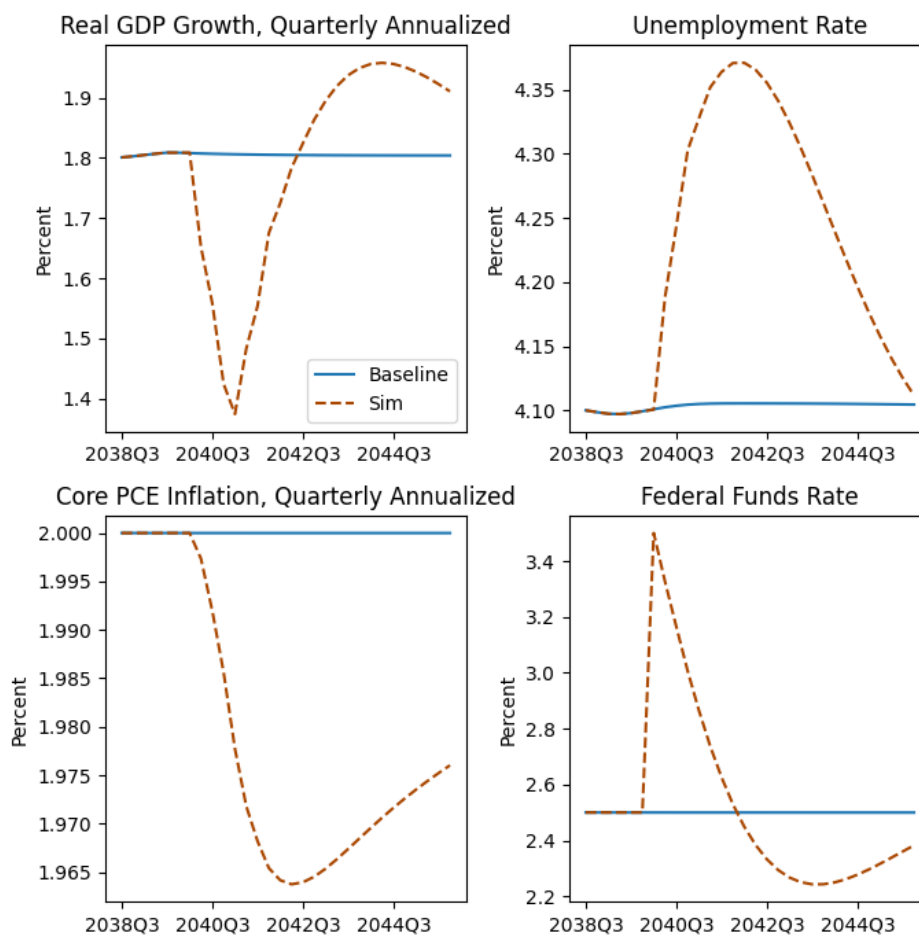 Real GDP Growth, Quarterly Annualized
Unemployment Rate
Percent
1.9
1.8
1.7
1.6
1.5
1.4
Baseline
Sim
2038Q3 2040Q3 2042Q3 2044Q3
Percent
4.35
4.30
4.25
4.20
4.15
4.10
2038Q3 2040Q3 2042Q3 2044Q3
Core PCE Inflation, Quarterly Annualized
Federal Funds Rate
Percent
2.000
1.995
1.990
1.985
1.980
1.975
1.970
1.965
2038Q3 2040Q3 2042Q3 2044Q3
Percent
3.4
3.2
3.0
2.8
2.6
2.4
2.2
2038Q3 2040Q3 2042Q3 2044Q3